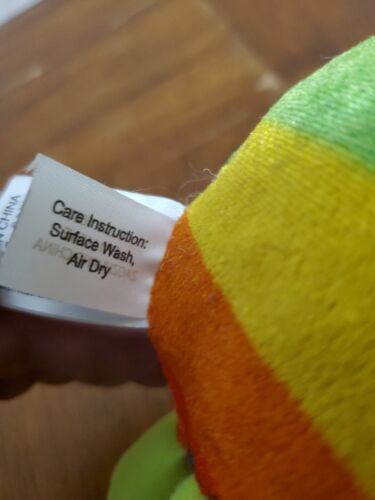 Care Instruction:
Surface Wash,
Air Dry
CHINA